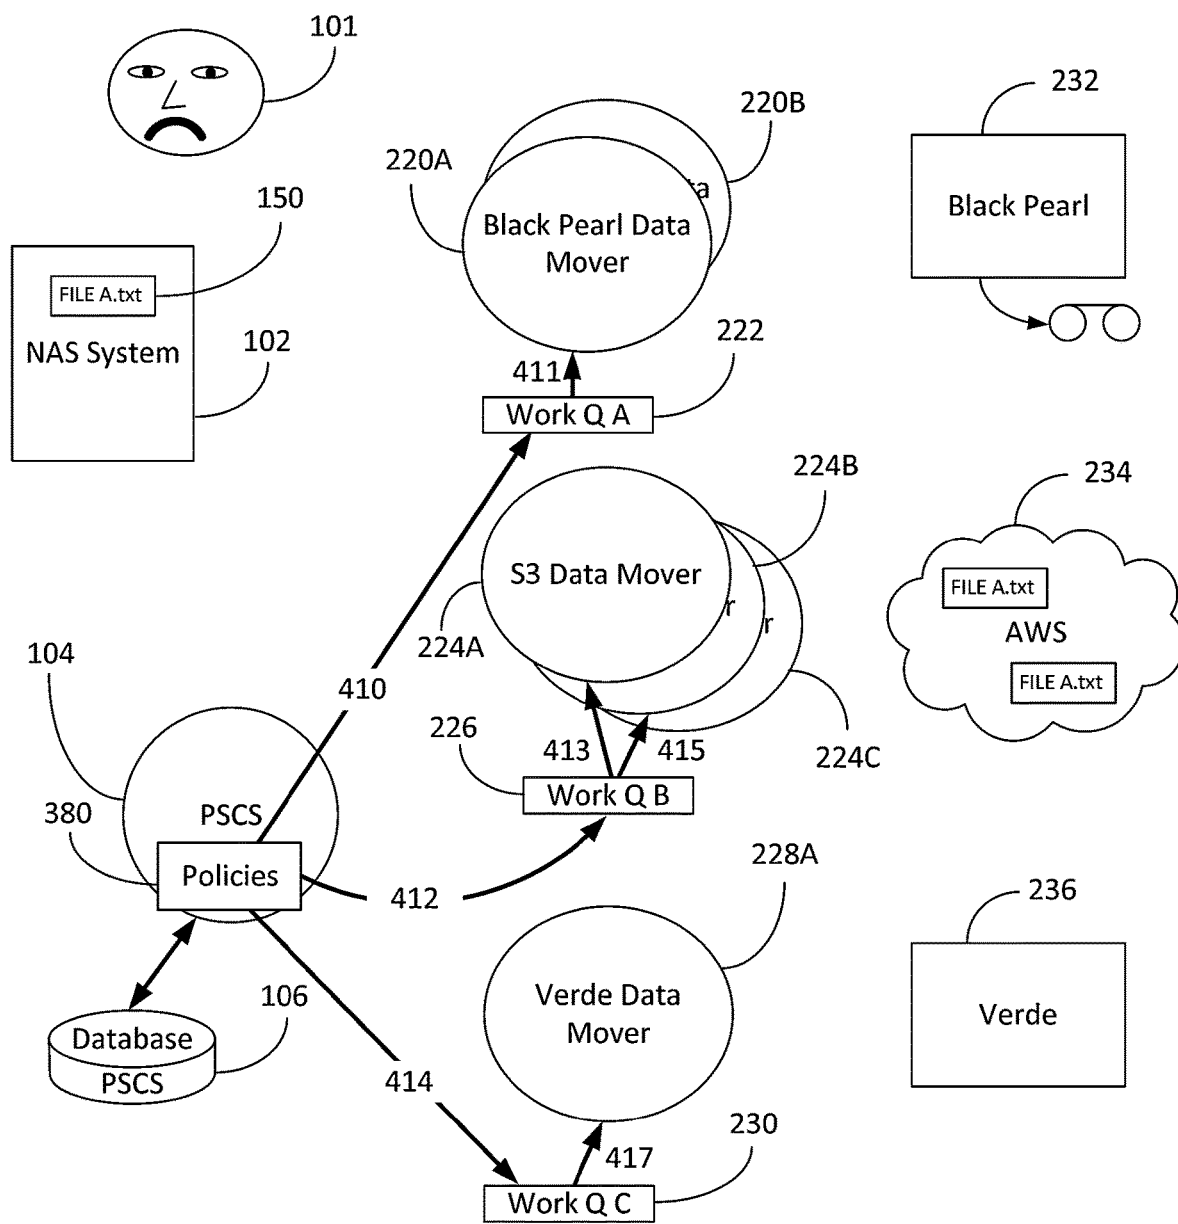 101
220B
232
220A
ta
150
Black Pearl Data
Mover
Black Pearl
FILE A.txt
NAS System
102
222
411
Work Q A
224B
234
S3 Data Mover
r
r
FILE A.txt
AWS
FILE A.txt
104
224A
410
226
413
415
224C
380
PSCS
Work Q B
Policies
412
228A
236
106
Verde Data
Mover
Verde
Database
PSCS
414
230
417
Work Q C